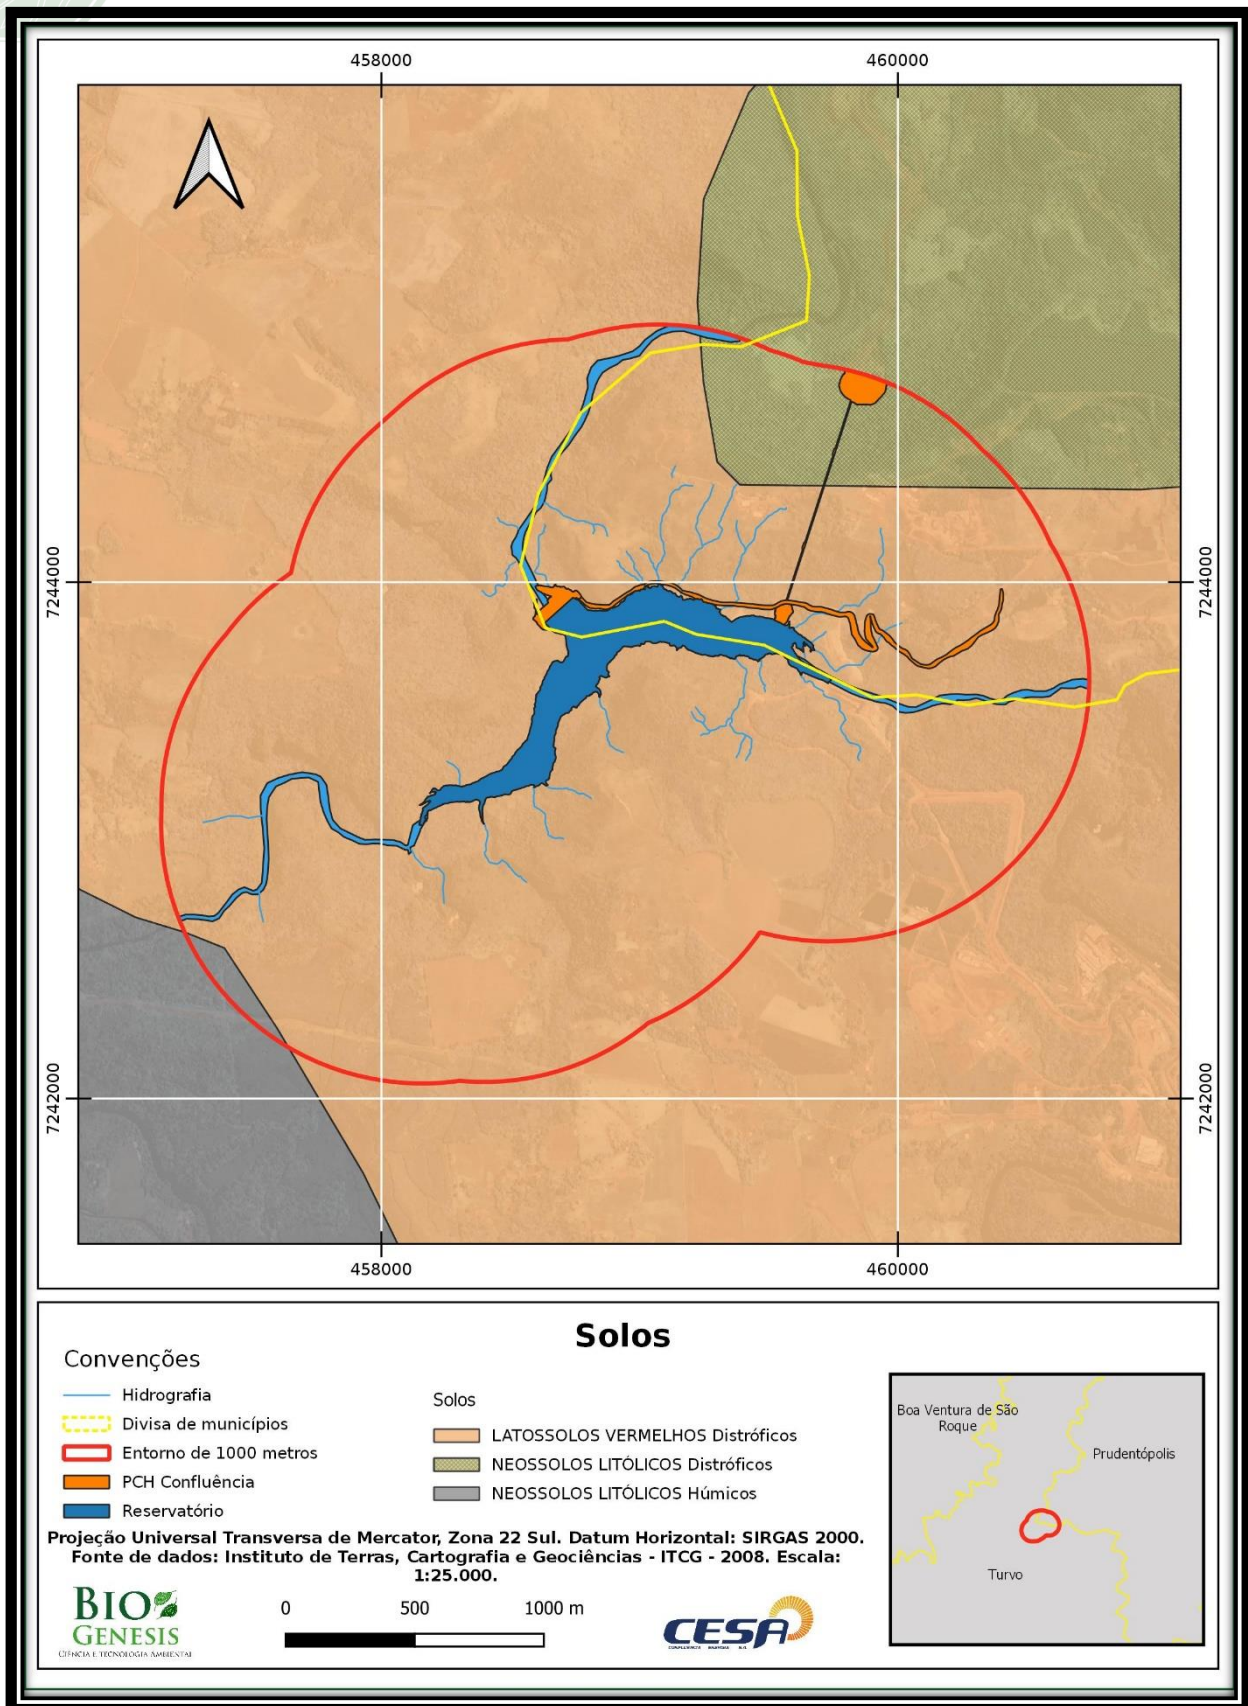 458000
460000
7244000
7244000
7242000
7242000
458000
460000
Solos
Convenções
Hidrografia
Divisa de municípios
Entorno de 1000 metros
PCH Confluência
Reservatório
Solos
LATOSSOLOS VERMELHOS Distróficos
NEOSSOLOS LITÓLICOS Distróficos
NEOSSOLOS LITÓLICOS Húmicos
Boa Ventura de São
Roque
Prudentópolis
Turvo
Projeção Universal Transversa de Mercator, Zona 22 Sul. Datum Horizontal: SIRGAS 2000.
Fonte de dados: Instituto de Terras, Cartografia e Geociências - ITCG - 2008. Escala:
1:25.000.
BIO
GENESIS
CIÊNCIA E TECNOLOGIA AMBIENTAL
0 500 1000 m
CESA